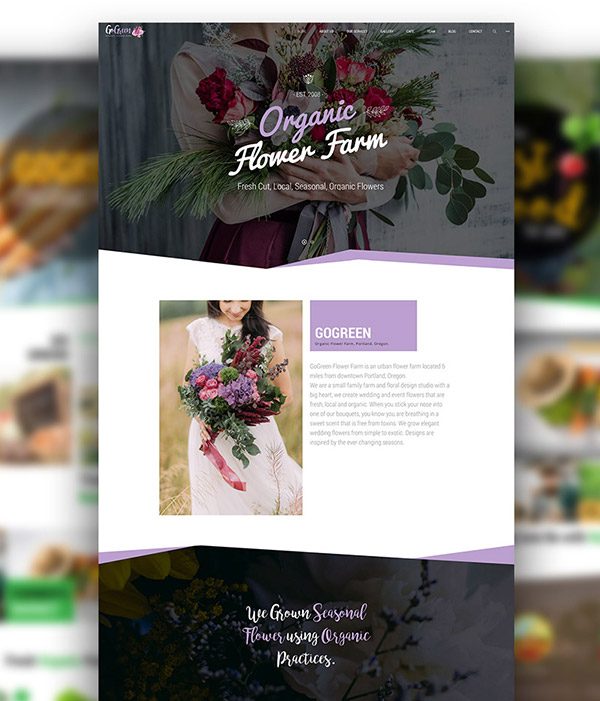 GoGreen
HOME ABOUT US OUR SERVICES GALLERY CAFE TEAM BLOG CONTACT
EST. 2008
Organic
Flower Farm
Fresh Cut, Local, Seasonal, Organic Flowers
GOGREEN
Organic Flower Farm, Portland, Oregon.
GoGreen Flower Farm is an urban flower farm located 6
miles from downtown Portland, Oregon.
We are a small family farm and floral design studio with a
big heart, we create wedding and event flowers that are
fresh, local and organic. When you stick your nose into
one of our bouquets, you know you are breathing in a
sweet scent that is free from toxins. We grow elegant
wedding flowers from simple to exotic. Designs are
inspired by the ever-changing seasons.
We Grown Seasonal
Flower using Organic
Practices.